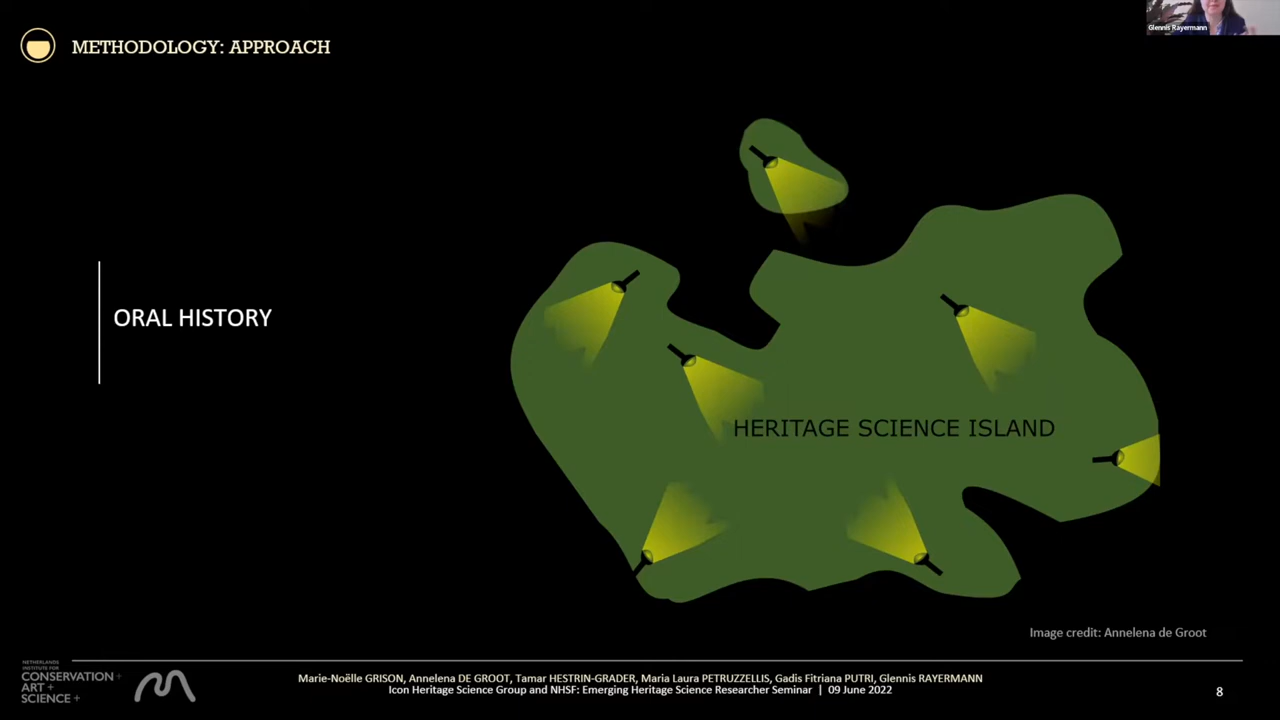 Glennis Rayermann
METHODOLOGY: APPROACH
ORAL HISTORY
HERITAGE SCIENCE ISLAND
Image credit: Annelena de Groot
NETHERLANDS
INSTITUTE FOR
CONSERVATION+
ART+
SCIENCE+
Marie-Noëlle GRISON, Annelena DE GROOT, Tamar HESTRIN-GRADER, Maria Laura PETRUZZELLIS, Gadis Fitriana PUTRI, Glennis RAYERMANN
Icon Heritage Science Group and NHSF: Emerging Heritage Science Researcher Seminar | 09 June 2022
8